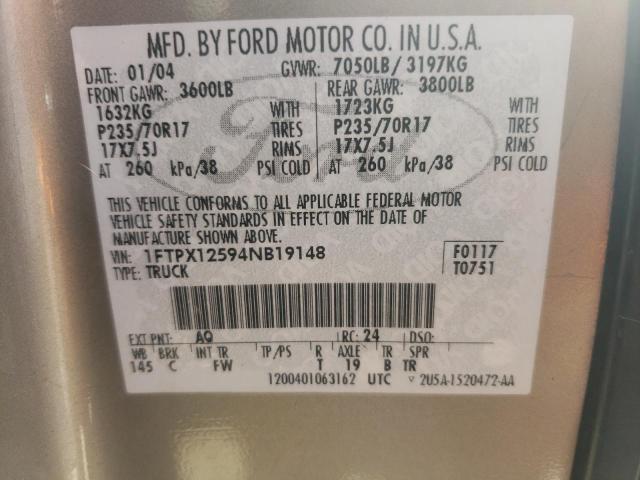 MFD. BY FORD MOTOR CO. IN U.S.A.
DATE: 01/04 GVWR: 7050LB/ 3197KG
FRONT GAWR: 3600LB REAR GAWR: 3800LB
1632KG WITH 1723KG WITH
P235/70R17 TIRES P235/70R17 TIRES
17X7.5J RIMS 17X7.5J RIMS
AT 260 kPa/38 PSI COLD AT 260 kPa/38 PSI COLD
THIS VEHICLE CONFORMS TO ALL APPLICABLE FEDERAL MOTOR
VEHICLE SAFETY STANDARDS IN EFFECT ON THE DATE OF
MANUFACTURE SHOWN ABOVE.
VIN: 1FTPX12594NB19148 F0117
TYPE: TRUCK T0751
EXT PNT: AQ RC: 24 DSO:
WB BRK INT TR TP/PS R AXLE TR SPR
145 C FW T 19 B TR
1200401063162 UTC ▽ 2U5A-1520472-AA
Ford